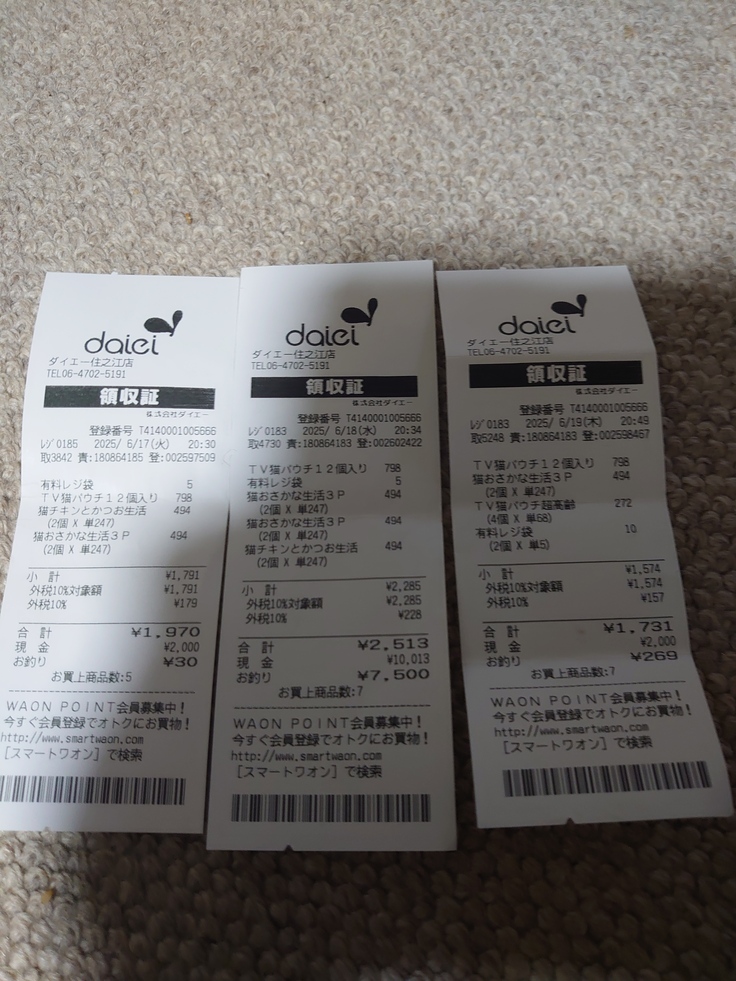 daiei
ダイエー住之江店
TEL06-4702-5191
領収証
株式会社ダイエー
登録番号 T4140001005666
ﾚｼﾞ0185 2025/ 6/17(火) 20:30
取3842 責:180864185 登:002597509
有料レジ袋 5
TV猫パウチ12個入り 798
猫チキンとかつお生活 494
(2個 X 単247)
猫おさかな生活3P 494
(2個 X 単247)
小 計 ¥1,791
外税10%対象額 ¥1,791
外税10% ¥179
合 計 ¥1,970
現 金 ¥2,000
お釣り ¥30
お買上商品数:5
WAON POINT会員募集中!
今すぐ会員登録でオトクにお買物!
http://www.smartwaon.com
[スマートワオン]で検索
daiei
ダイエー住之江店
TEL06-4702-5191
領収証
株式会社ダイエー
登録番号 T4140001005666
ﾚｼﾞ0183 2025/ 6/18(水) 20:34
取4730 責:180864183 登:002602422
TV猫パウチ12個入り 798
有料レジ袋 5
猫おさかな生活3P 494
(2個 X 単247)
猫おさかな生活3P 494
(2個 X 単247)
猫チキンとかつお生活 494
(2個 X 単247)
小 計 ¥2,285
外税10%対象額 ¥2,285
外税10% ¥228
合 計 ¥2,513
現 金 ¥10,013
お釣り ¥7,500
お買上商品数:7
WAON POINT会員募集中!
今すぐ会員登録でオトクにお買物!
http://www.smartwaon.com
[スマートワオン]で検索
daiei
ダイエー住之江店
TEL06-4702-5191
領収証
株式会社ダイエー
登録番号 T4140001005666
ﾚｼﾞ0183 2025/ 6/19(木) 20:49
取5248 責:180864183 登:002598467
TV猫パウチ12個入り 798
猫おさかな生活3P 494
(2個 X 単247)
TV猫パウチ超高齢 272
(4個 X 単68)
有料レジ袋 10
(2個 X 単5)
小 計 ¥1,574
外税10%対象額 ¥1,574
外税10% ¥157
合 計 ¥1,731
現 金 ¥2,000
お釣り ¥269
お買上商品数:7
WAON POINT会員募集中!
今すぐ会員登録でオトクにお買物!
http://www.smartwaon.com
[スマートワオン]で検索